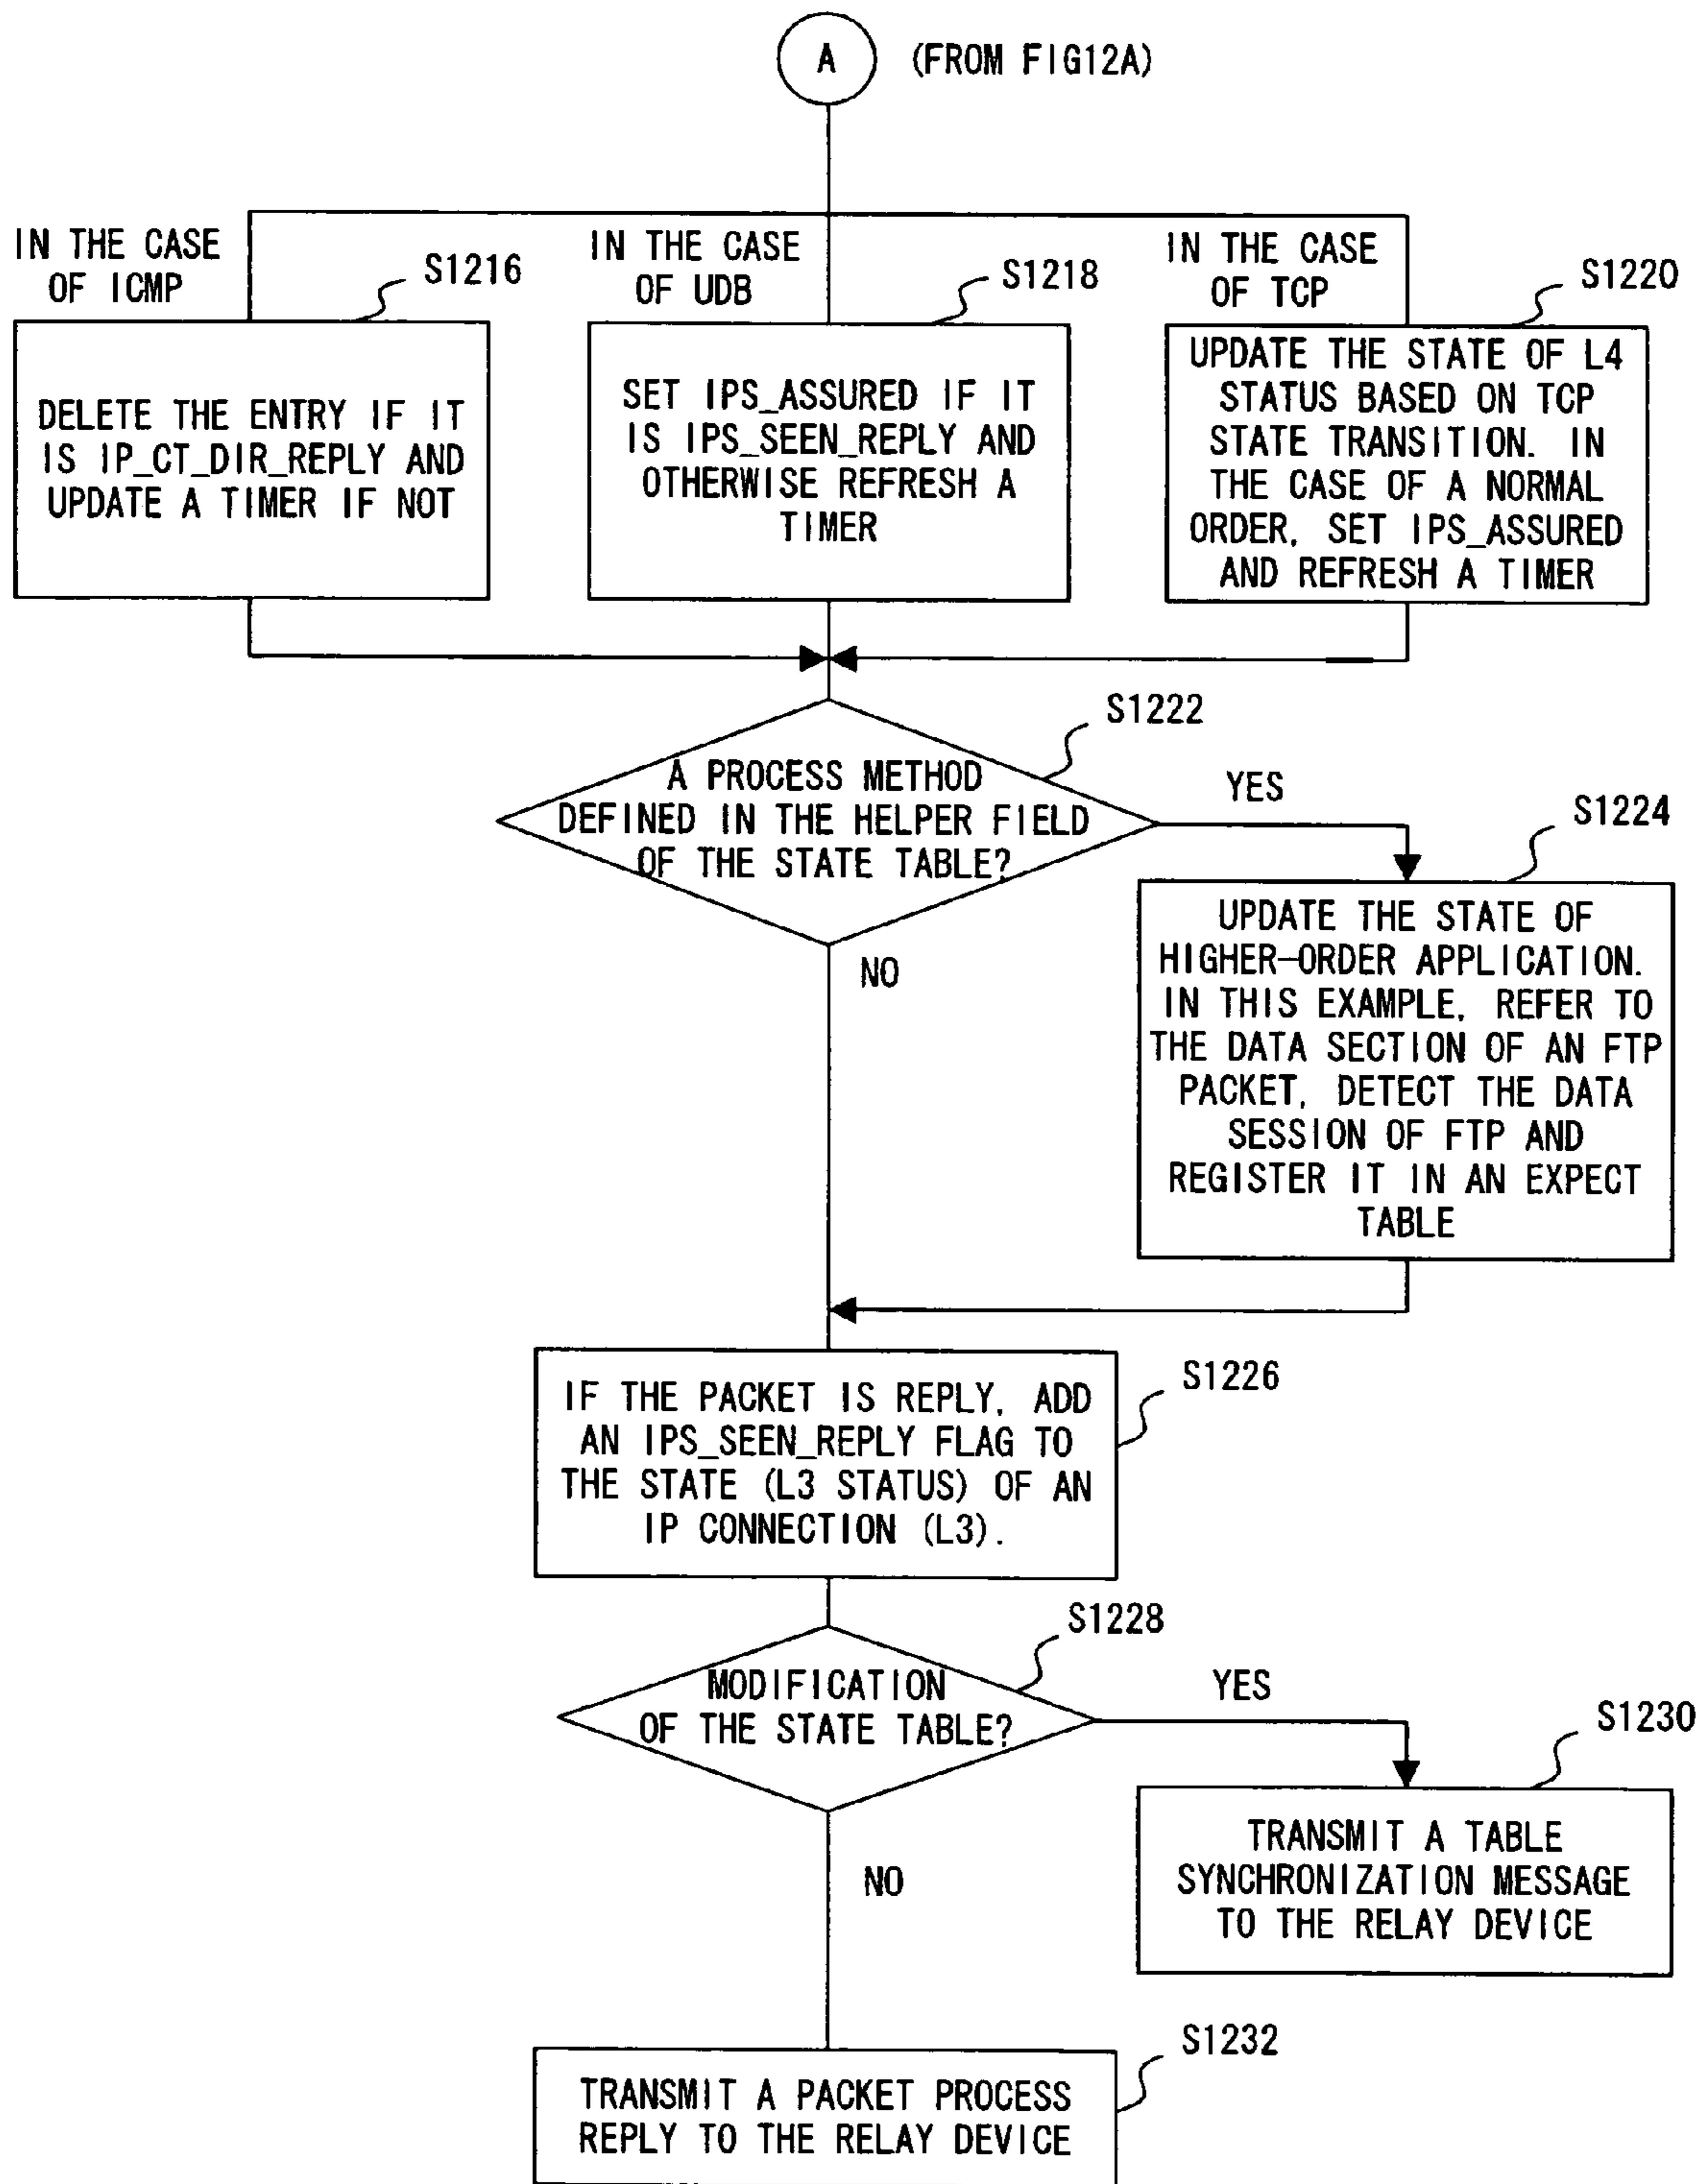 A
(FROM FIG12A)
IN THE CASE
OF ICMP
S1216
DELETE THE ENTRY IF IT
IS IP_CT_DIR_REPLY AND
UPDATE A TIMER IF NOT
IN THE CASE
OF UDB
S1218
SET IPS_ASSURED IF IT
IS IPS_SEEN_REPLY AND
OTHERWISE REFRESH A
TIMER
IN THE CASE
OF TCP
S1220
UPDATE THE STATE OF L4
STATUS BASED ON TCP
STATE TRANSITION. IN
THE CASE OF A NORMAL
ORDER, SET IPS_ASSURED
AND REFRESH A TIMER
S1222
A PROCESS METHOD
DEFINED IN THE HELPER FIELD
OF THE STATE TABLE?
YES
NO
S1224
UPDATE THE STATE OF
HIGHER-ORDER APPLICATION.
IN THIS EXAMPLE, REFER TO
THE DATA SECTION OF AN FTP
PACKET, DETECT THE DATA
SESSION OF FTP AND
REGISTER IT IN AN EXPECT
TABLE
S1226
IF THE PACKET IS REPLY, ADD
AN IPS_SEEN_REPLY FLAG TO
THE STATE (L3 STATUS) OF AN
IP CONNECTION (L3).
S1228
MODIFICATION
OF THE STATE TABLE?
YES
NO
S1230
TRANSMIT A TABLE
SYNCHRONIZATION MESSAGE
TO THE RELAY DEVICE
S1232
TRANSMIT A PACKET PROCESS
REPLY TO THE RELAY DEVICE